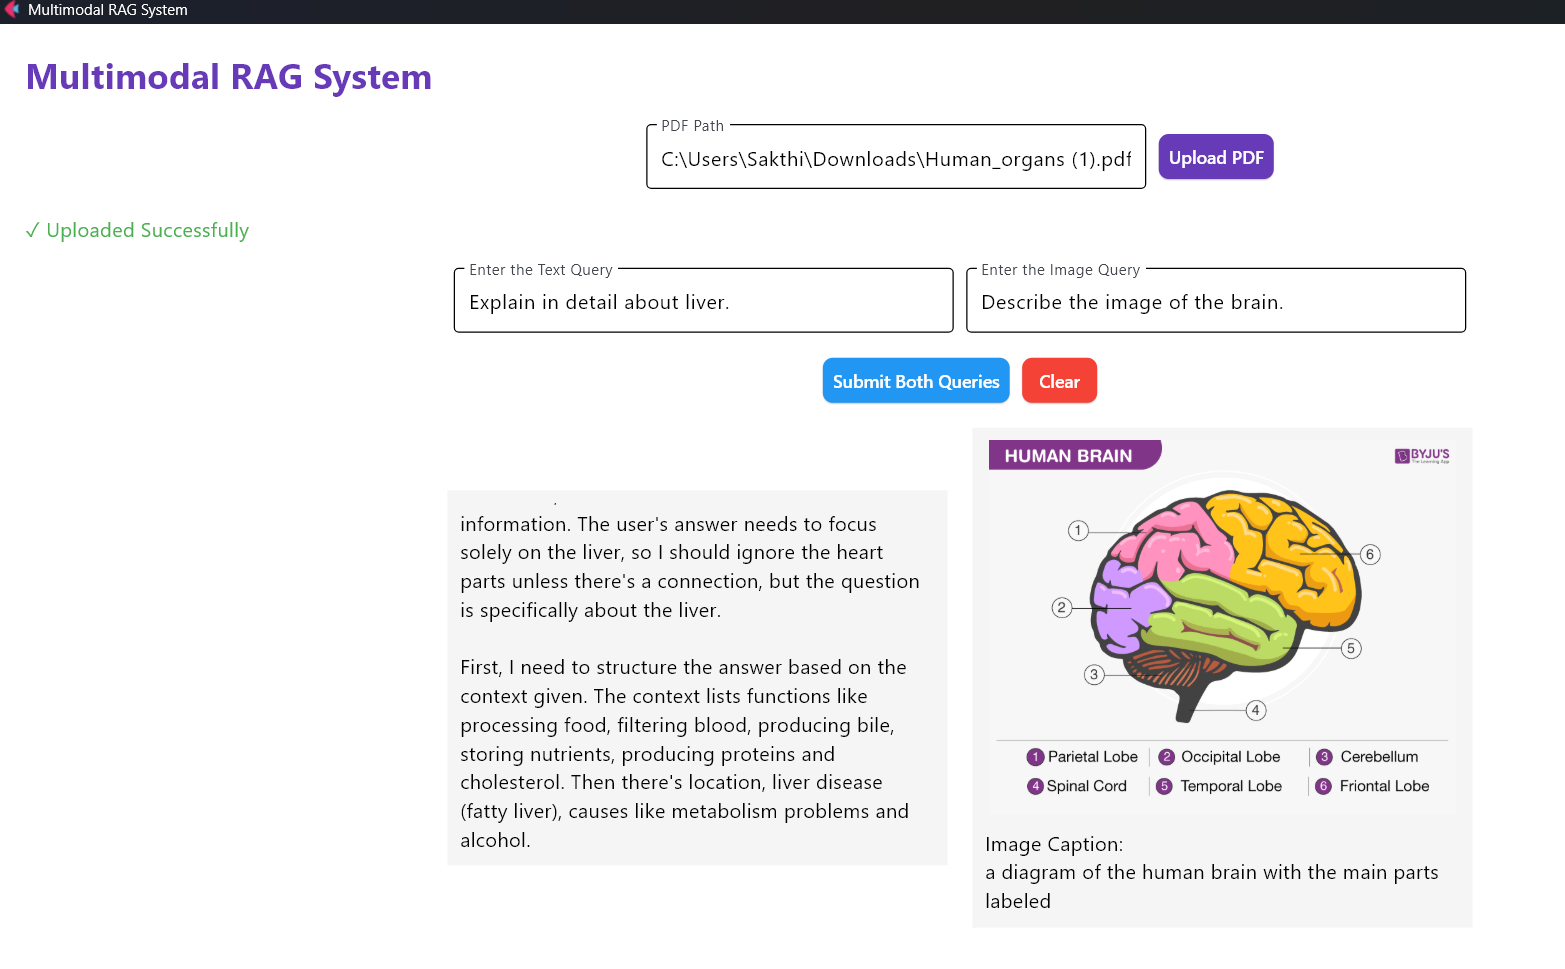 Multimodal RAG System
Multimodal RAG System
PDF Path
C:\Users\Sakthi\Downloads\Human_organs (1).pdf
Upload PDF
✓ Uploaded Successfully
Enter the Text Query
Explain in detail about liver.
Enter the Image Query
Describe the image of the brain.
Submit Both Queries
Clear
information. The user's answer needs to focus
solely on the liver, so I should ignore the heart
parts unless there's a connection, but the question
is specifically about the liver.
First, I need to structure the answer based on the
context given. The context lists functions like
processing food, filtering blood, producing bile,
storing nutrients, producing proteins and
cholesterol. Then there's location, liver disease
(fatty liver), causes like metabolism problems and
alcohol.
HUMAN BRAIN
BYJU'S
The Learning App
1
6
2
5
3
4
1 Parietal Lobe
2 Occipital Lobe
3 Cerebellum
4 Spinal Cord
5 Temporal Lobe
6 Friontal Lobe
Image Caption:
a diagram of the human brain with the main parts
labeled